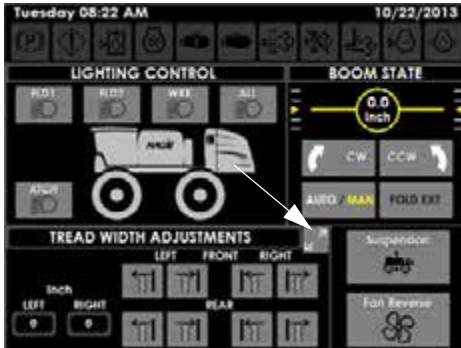 Tuesday 08:22 AM 10/22/2013
(P)
LIGHTING CONTROL
FLD1 FLD2 WRK ALL
HAGIE
ATCH
BOOM STATE
0.0
Inch
CW CCW
AUTO / MAN FOLD EXT
TREAD WIDTH ADJUSTMENTS
LEFT FRONT RIGHT
Inch
LEFT RIGHT
REAR
0 0
Suspension
Fan Reverse